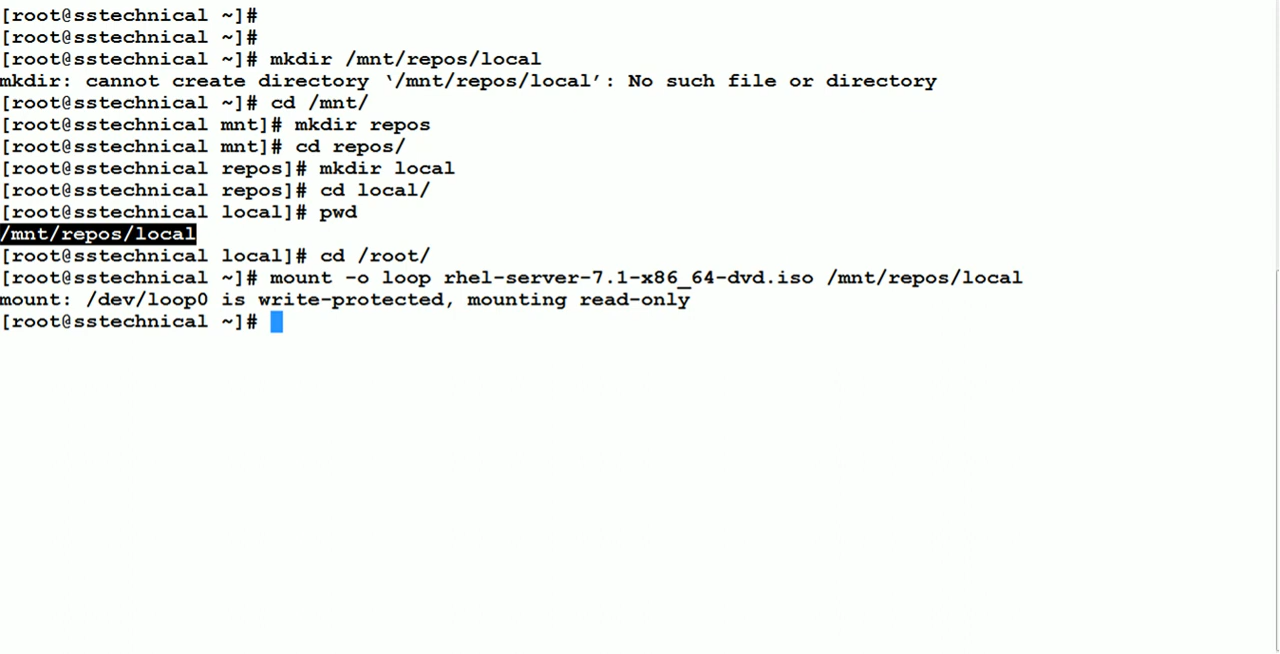 [root@sstechnical ~]#
[root@sstechnical ~]#
[root@sstechnical ~]# mkdir /mnt/repos/local
mkdir: cannot create directory ‘/mnt/repos/local’: No such file or directory
[root@sstechnical ~]# cd /mnt/
[root@sstechnical mnt]# mkdir repos
[root@sstechnical mnt]# cd repos/
[root@sstechnical repos]# mkdir local
[root@sstechnical repos]# cd local/
[root@sstechnical local]# pwd
/mnt/repos/local
[root@sstechnical local]# cd /root/
[root@sstechnical ~]# mount -o loop rhel-server-7.1-x86_64-dvd.iso /mnt/repos/local
mount: /dev/loop0 is write-protected, mounting read-only
[root@sstechnical ~]#